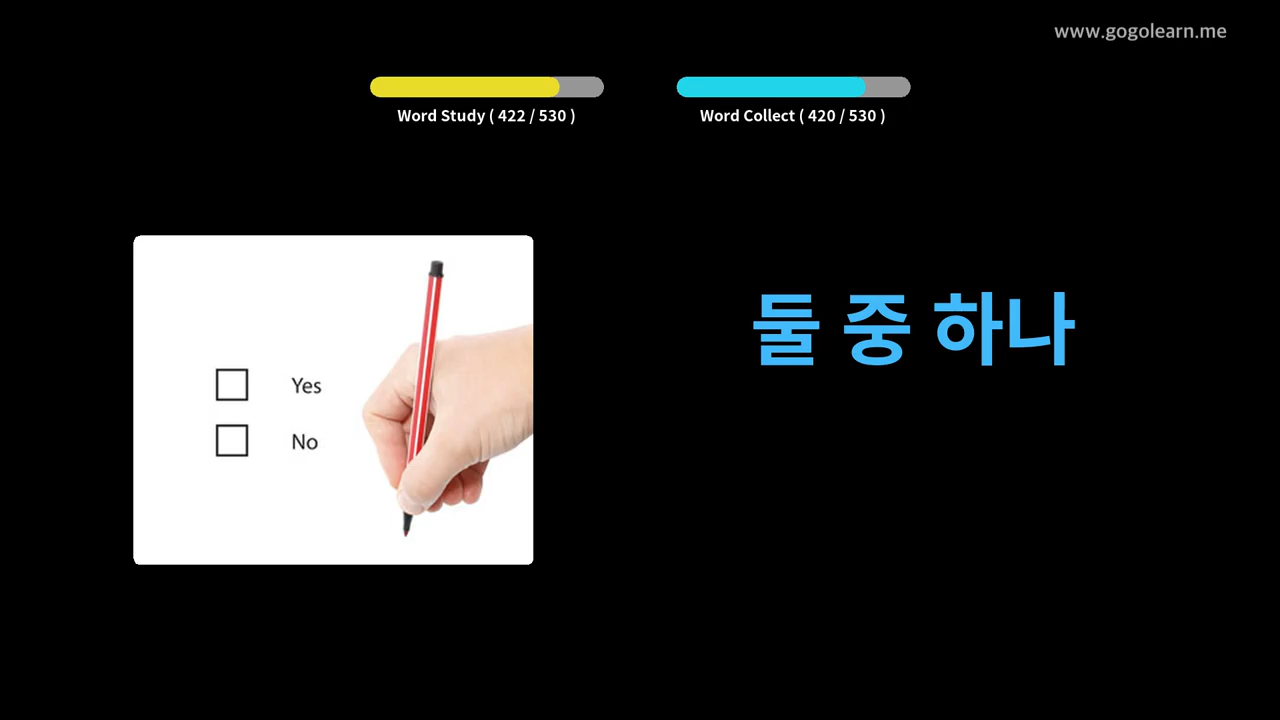 www.gogolearn.me
Word Study ( 422 / 530 )
Word Collect ( 420 / 530 )
둘 중 하나
Yes
No